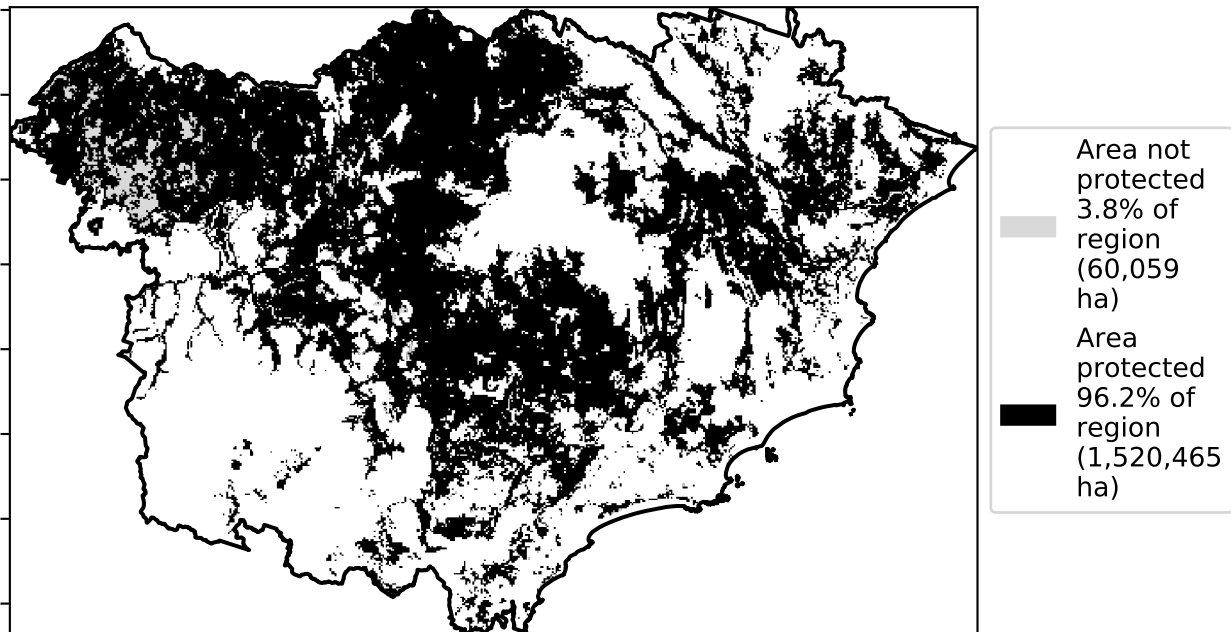 Area not
protected
3.8% of
region
(60,059
ha)
Area
protected
96.2% of
region
(1,520,465
ha)